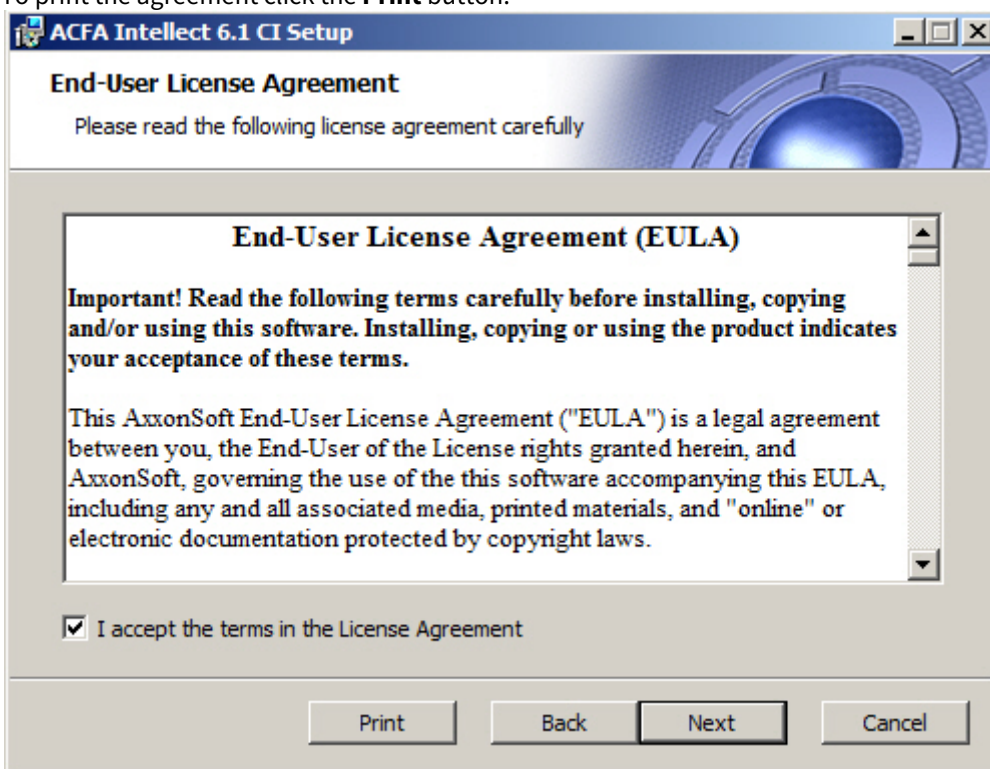 To print the agreement click the Print button.
ACFA Intellect 6.1 CI Setup
End-User License Agreement
Please read the following license agreement carefully
End-User License Agreement (EULA)
Important! Read the following terms carefully before installing, copying
and/or using this software. Installing, copying or using the product indicates
your acceptance of these terms.
This AxxonSoft End-User License Agreement ("EULA") is a legal agreement
between you, the End-User of the License rights granted herein, and
AxxonSoft, governing the use of the this software accompanying this EULA,
including any and all associated media, printed materials, and "online" or
electronic documentation protected by copyright laws.
I accept the terms in the License Agreement
Print Back Next Cancel